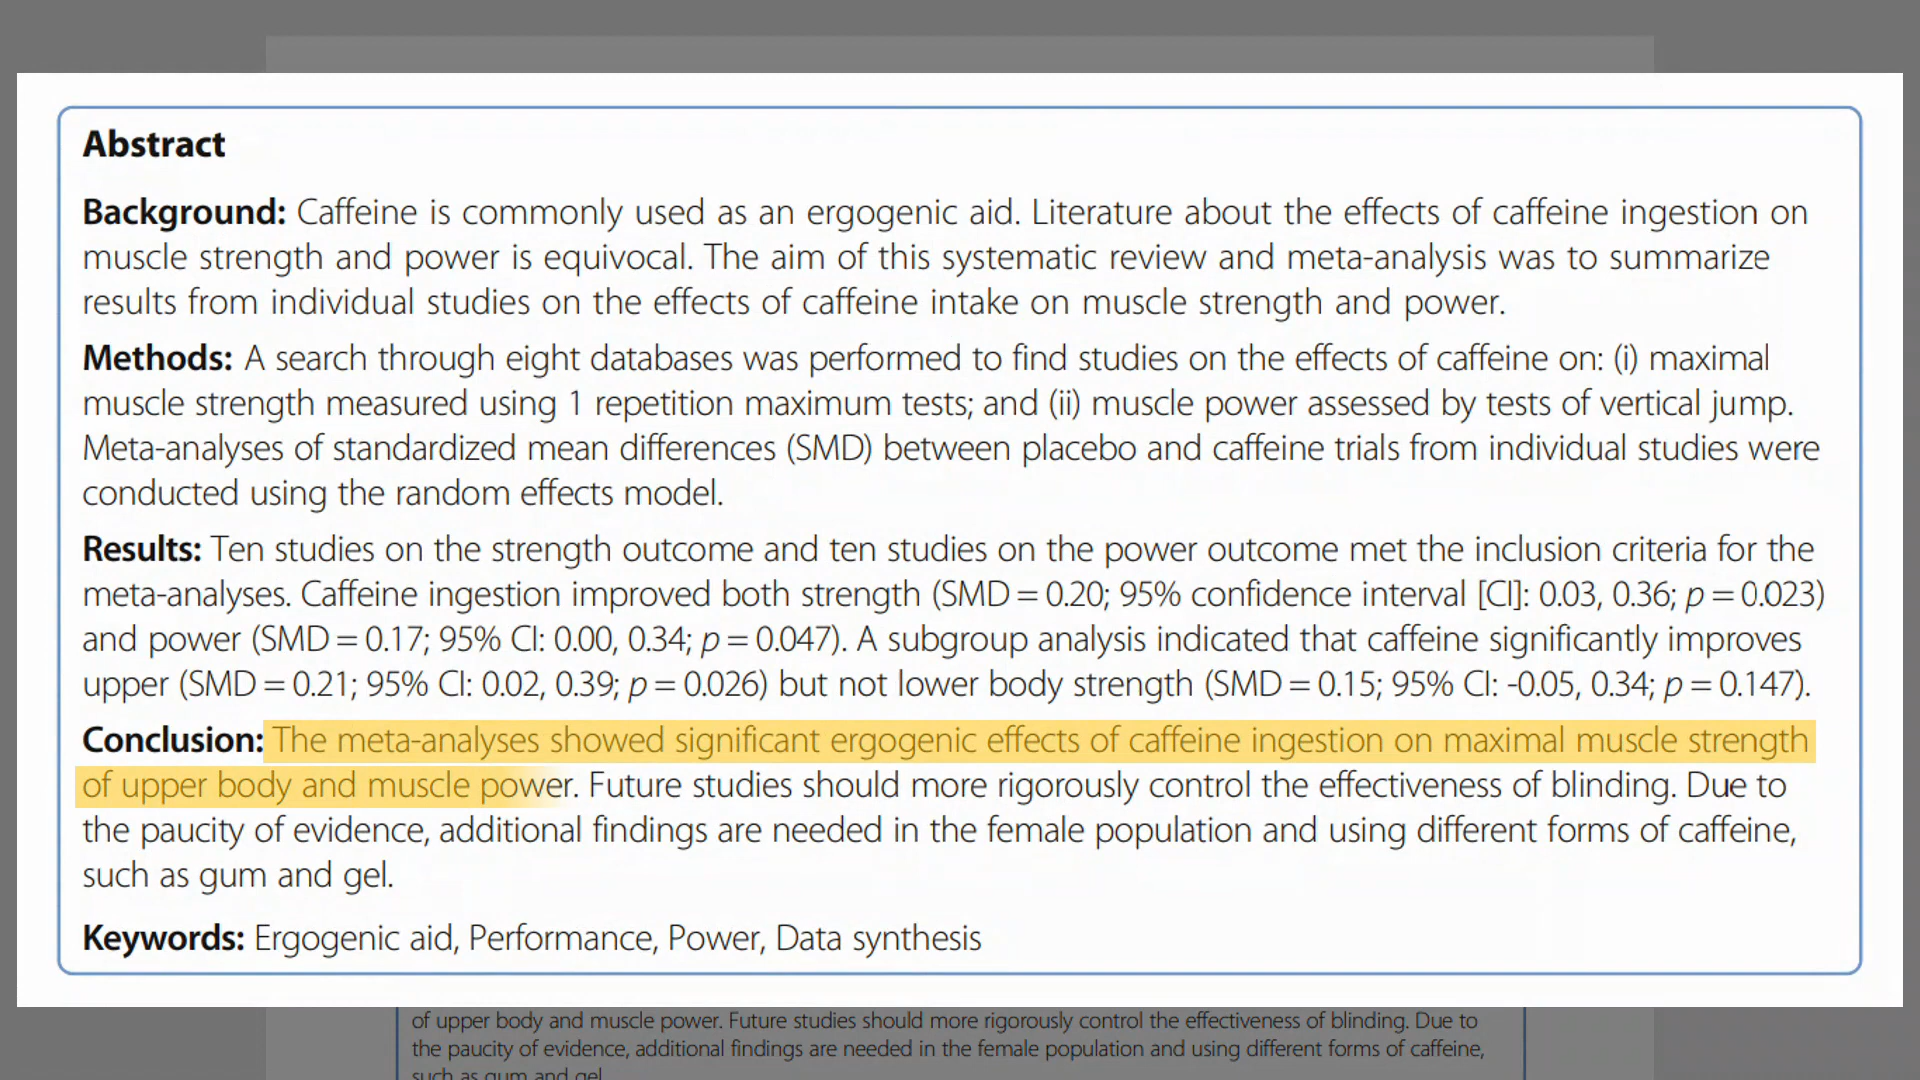 Abstract
Background: Caffeine is commonly used as an ergogenic aid. Literature about the effects of caffeine ingestion on
muscle strength and power is equivocal. The aim of this systematic review and meta-analysis was to summarize
results from individual studies on the effects of caffeine intake on muscle strength and power.
Methods: A search through eight databases was performed to find studies on the effects of caffeine on: (i) maximal
muscle strength measured using 1 repetition maximum tests; and (ii) muscle power assessed by tests of vertical jump.
Meta-analyses of standardized mean differences (SMD) between placebo and caffeine trials from individual studies were
conducted using the random effects model.
Results: Ten studies on the strength outcome and ten studies on the power outcome met the inclusion criteria for the
meta-analyses. Caffeine ingestion improved both strength (SMD = 0.20; 95% confidence interval [CI]: 0.03, 0.36; p = 0.023)
and power (SMD = 0.17; 95% CI: 0.00, 0.34; p = 0.047). A subgroup analysis indicated that caffeine significantly improves
upper (SMD = 0.21; 95% CI: 0.02, 0.39; p = 0.026) but not lower body strength (SMD = 0.15; 95% CI: -0.05, 0.34; p = 0.147).
Conclusion: The meta-analyses showed significant ergogenic effects of caffeine ingestion on maximal muscle strength
of upper body and muscle power. Future studies should more rigorously control the effectiveness of blinding. Due to
the paucity of evidence, additional findings are needed in the female population and using different forms of caffeine,
such as gum and gel.
Keywords: Ergogenic aid, Performance, Power, Data synthesis
of upper body and muscle power. Future studies should more rigorously control the effectiveness of blinding. Due to
the paucity of evidence, additional findings are needed in the female population and using different forms of caffeine,
such as gum and gel.